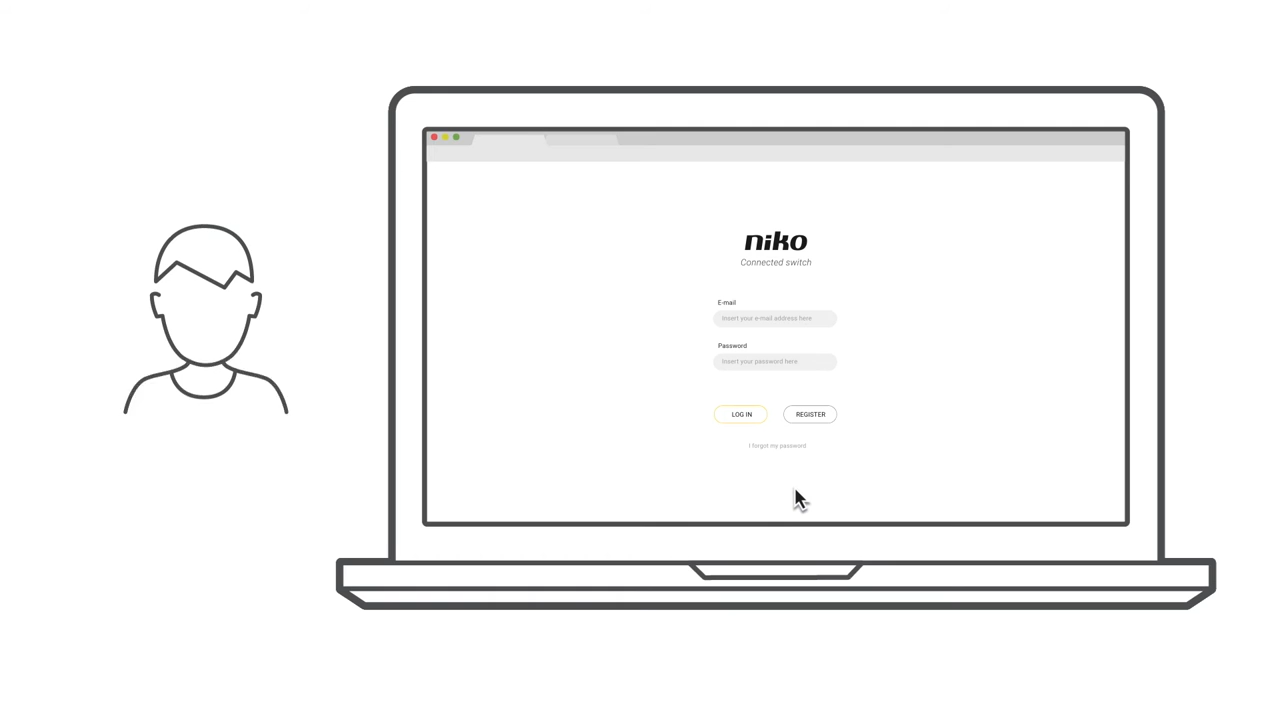 niko
Connected switch
E-mail
Insert your e-mail address here
Password
Insert your password here
LOG IN REGISTER
I forgot my password